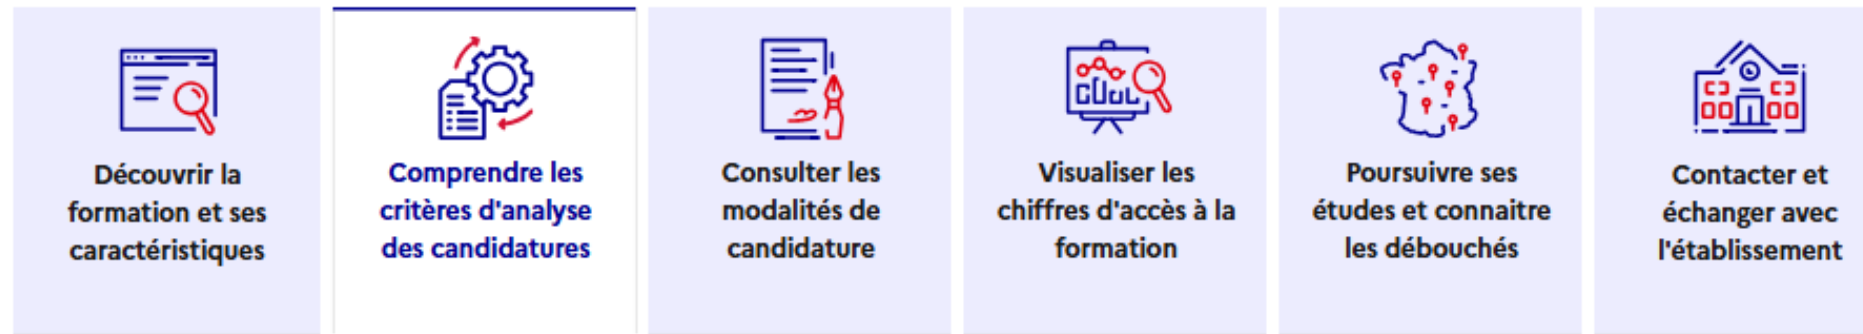 Découvrir la
formation et ses
caractéristiques
Comprendre les
critères d'analyse
des candidatures
Consulter les
modalités de
candidature
Visualiser les
chiffres d'accès à la
formation
Poursuivre ses
études et connaitre
les débouchés
Contacter et
échanger avec
l'établissement